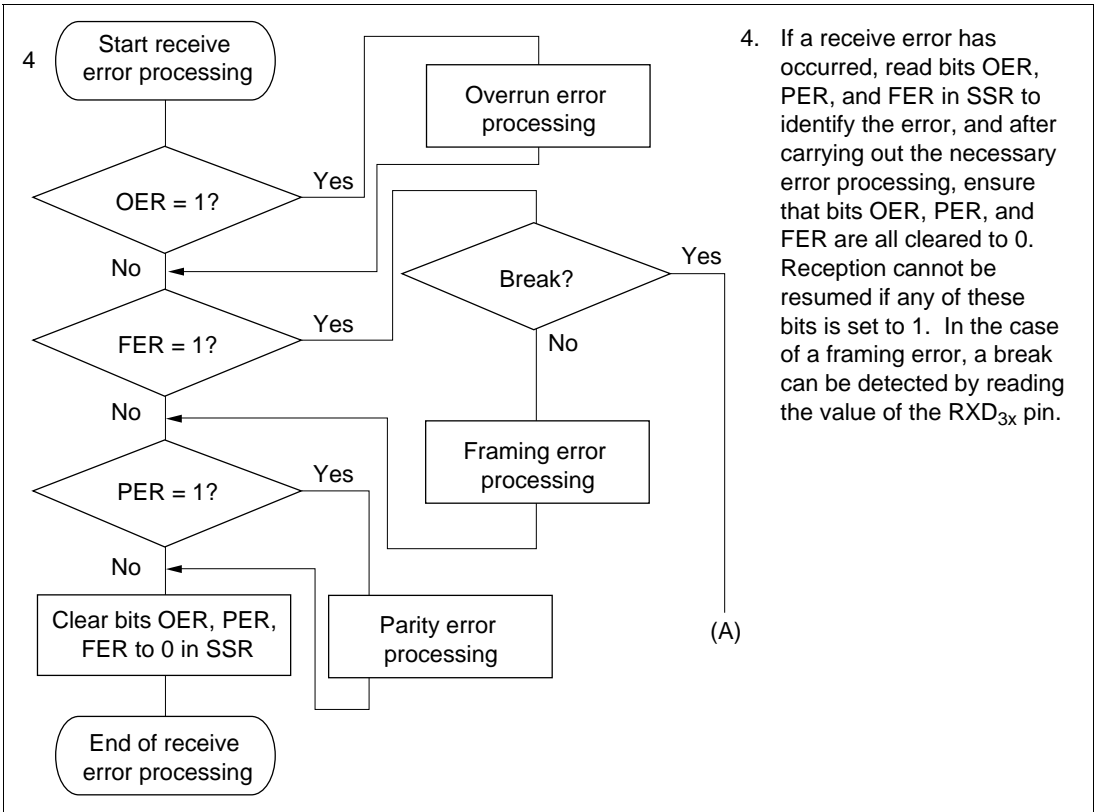 4
Start receive
error processing
Overrun error
processing
OER = 1?
Yes
No
Break?
Yes
No
FER = 1?
Yes
No
Framing error
processing
PER = 1?
Yes
No
Clear bits OER, PER,
FER to 0 in SSR
Parity error
processing
(A)
End of receive
error processing
4. If a receive error has
occurred, read bits OER,
PER, and FER in SSR to
identify the error, and after
carrying out the necessary
error processing, ensure
that bits OER, PER, and
FER are all cleared to 0.
Reception cannot be
resumed if any of these
bits is set to 1. In the case
of a framing error, a break
can be detected by reading
the value of the RXD3x pin.